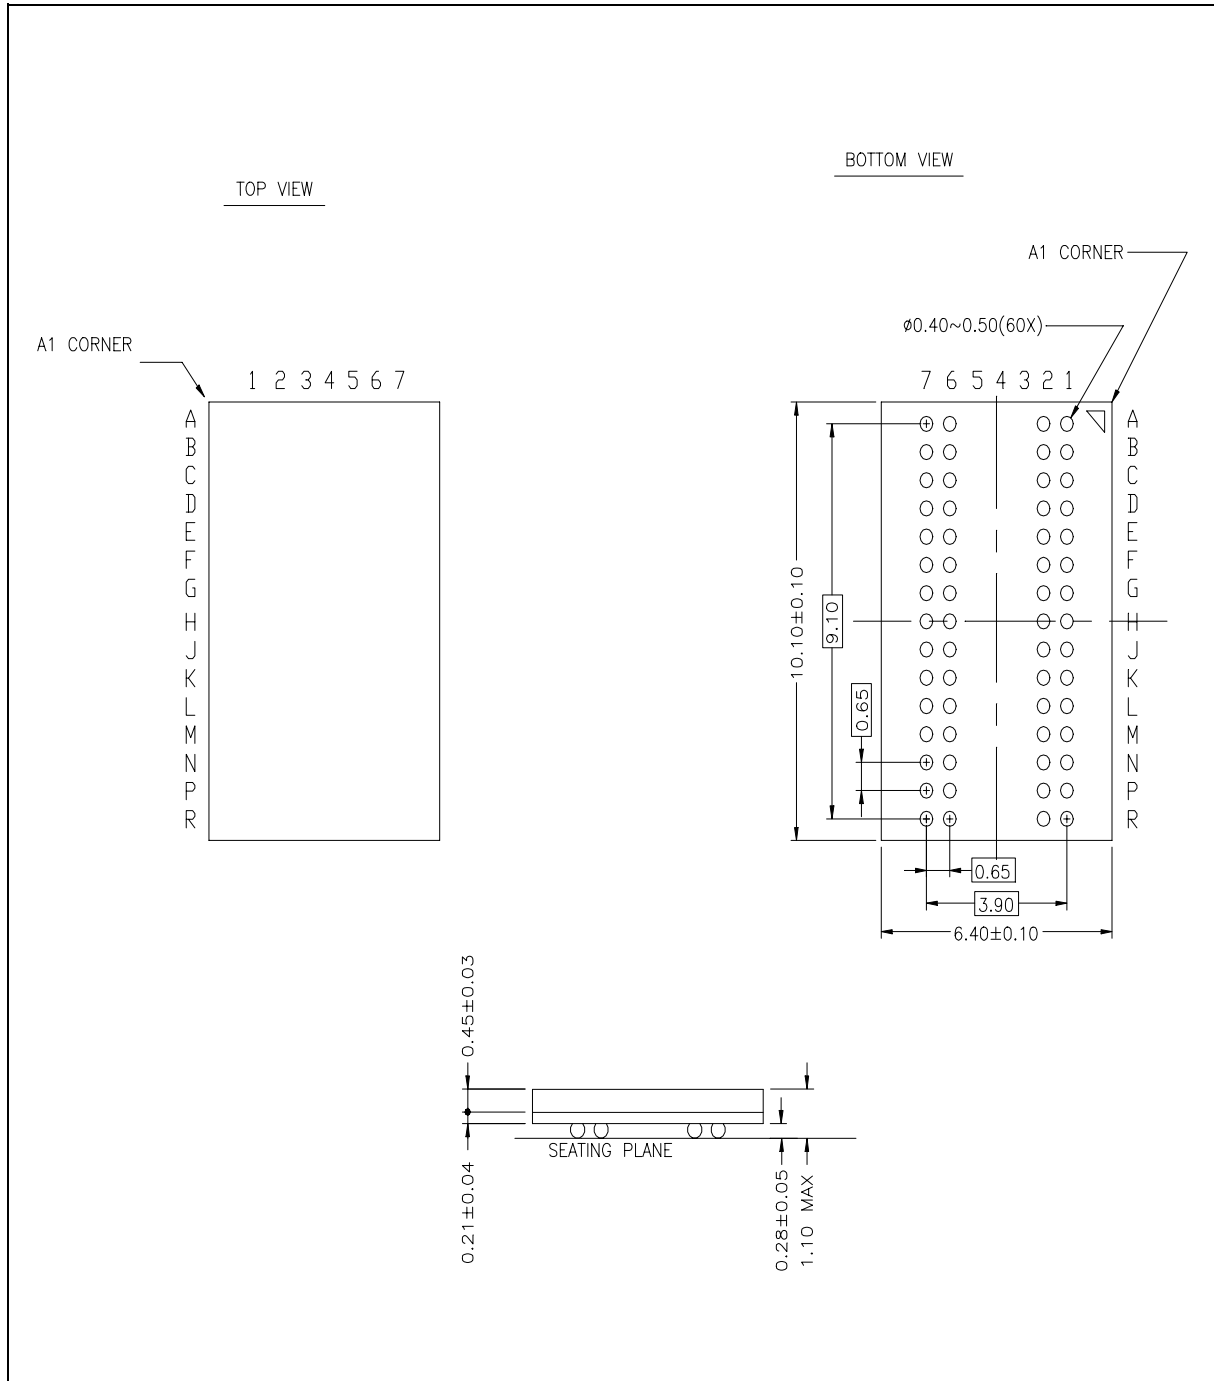 BOTTOM VIEW
TOP VIEW
A1 CORNER
ø0.40~0.50(60X)
A1 CORNER
1 2 3 4 5 6 7
7 6 5 4 3 2 1
A
B
C
D
E
F
G
H
J
K
L
M
N
P
R
A
B
C
D
E
F
G
H
J
K
L
M
N
P
R
10.10±0.10
9.10
0.65
0.65
3.90
6.40±0.10
0.45±0.03
0.21±0.04
SEATING PLANE
0.28±0.05
1.10 MAX